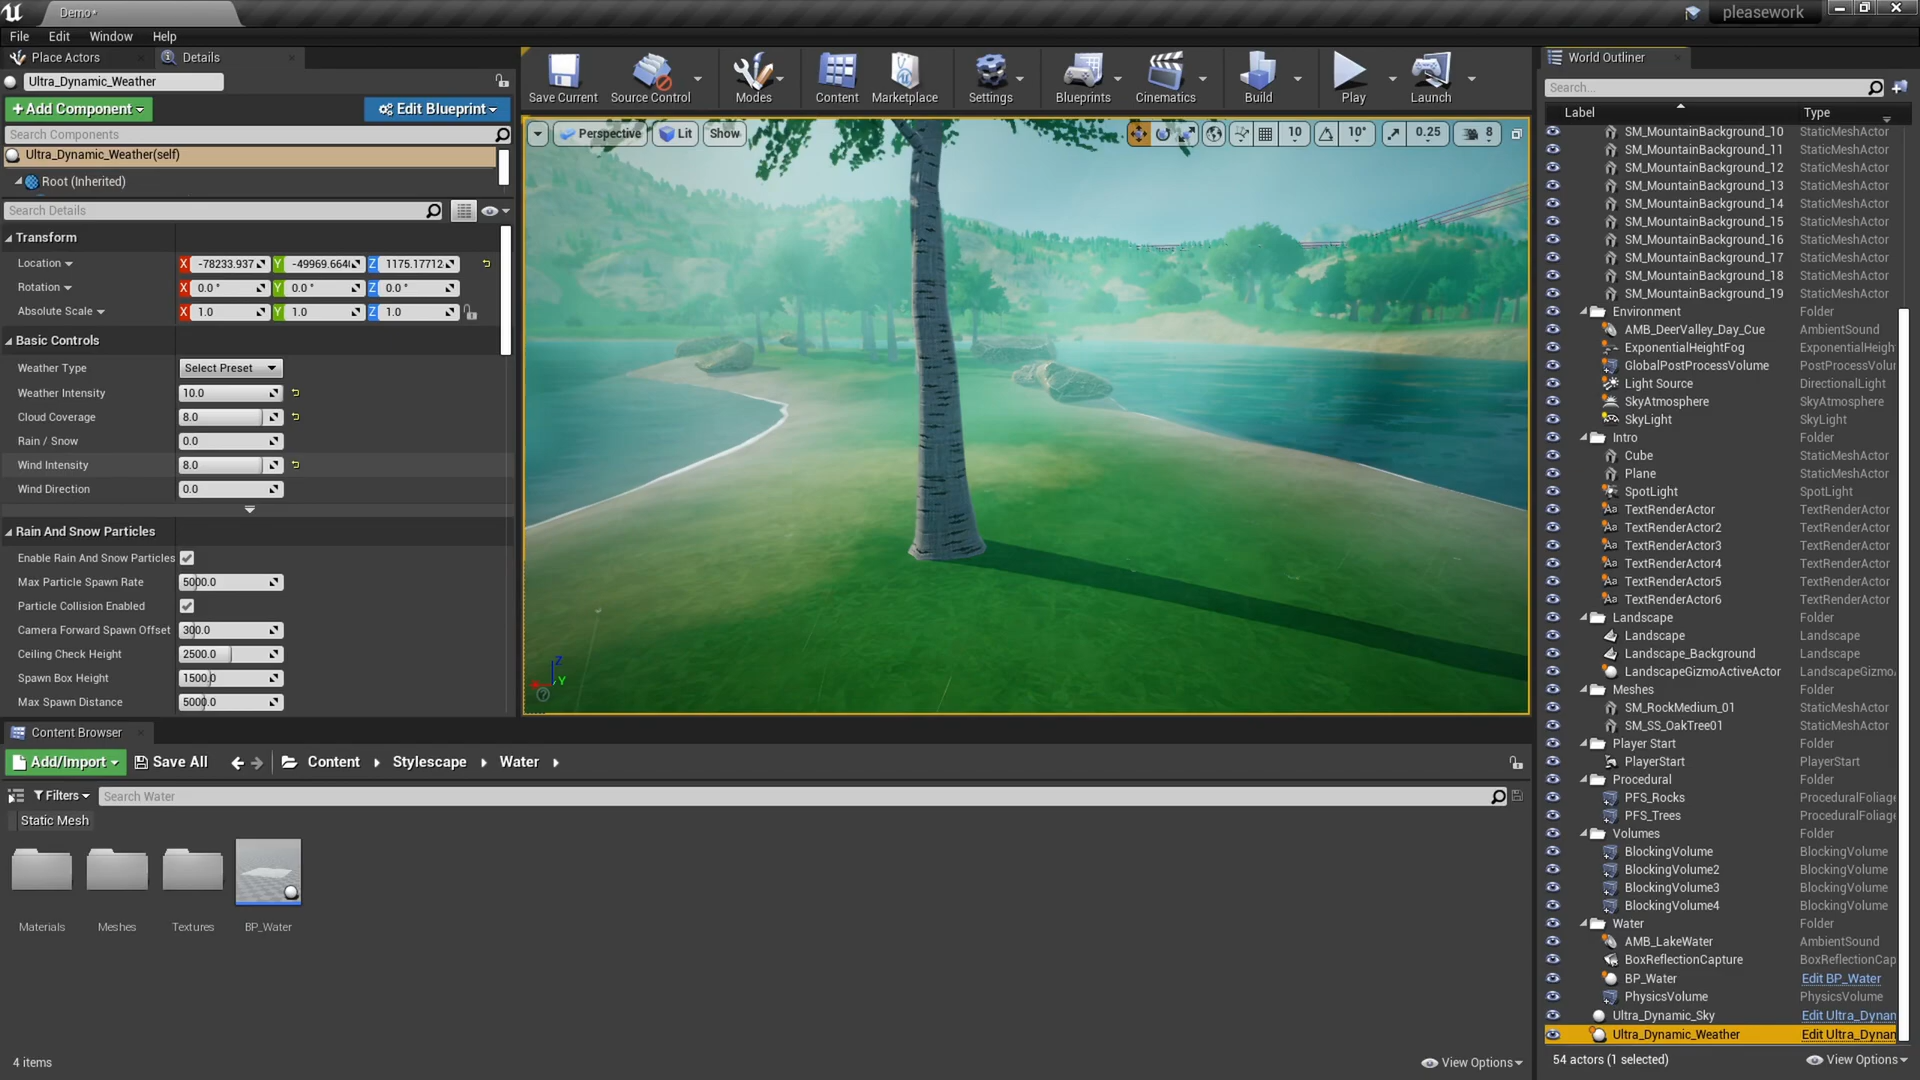 Demo*
pleasework
File Edit Window Help
Place Actors
Details
Ultra_Dynamic_Weather
+Add Component
Edit Blueprint
Search Components
Ultra_Dynamic_Weather(self)
Root (Inherited)
Search Details
Transform
Location X -78233.937 Y -49969.664 Z 1175.17712
Rotation X 0.0 ° Y 0.0 ° Z 0.0 °
Absolute Scale X 1.0 Y 1.0 Z 1.0
Basic Controls
Weather Type Select Preset
Weather Intensity 10.0
Cloud Coverage 8.0
Rain / Snow 0.0
Wind Intensity 8.0
Wind Direction 0.0
Rain And Snow Particles
Enable Rain And Snow Particles
Max Particle Spawn Rate 5000.0
Particle Collision Enabled
Camera Forward Spawn Offset 300.0
Ceiling Check Height 2500.0
Spawn Box Height 1500.0
Max Spawn Distance 5000.0
Save Current
Source Control
Modes
Content
Marketplace
Settings
Blueprints
Cinematics
Build
Play
Launch
Perspective Lit Show 10 10° 0.25 8
Z
Y
Content Browser
Add/Import Save All Content Stylescape Water
Filters Search Water
Static Mesh
Materials
Meshes
Textures
BP_Water
4 items
View Options
World Outliner
Search...
Label Type
SM_MountainBackground_10 StaticMeshActor
SM_MountainBackground_11 StaticMeshActor
SM_MountainBackground_12 StaticMeshActor
SM_MountainBackground_13 StaticMeshActor
SM_MountainBackground_14 StaticMeshActor
SM_MountainBackground_15 StaticMeshActor
SM_MountainBackground_16 StaticMeshActor
SM_MountainBackground_17 StaticMeshActor
SM_MountainBackground_18 StaticMeshActor
SM_MountainBackground_19 StaticMeshActor
Environment Folder
AMB_DeerValley_Day_Cue AmbientSound
ExponentialHeightFog ExponentialHeigh
GlobalPostProcessVolume PostProcessVolu
Light Source DirectionalLight
SkyAtmosphere SkyAtmosphere
SkyLight SkyLight
Intro Folder
Cube StaticMeshActor
Plane StaticMeshActor
SpotLight SpotLight
TextRenderActor TextRenderActor
TextRenderActor2 TextRenderActor
TextRenderActor3 TextRenderActor
TextRenderActor4 TextRenderActor
TextRenderActor5 TextRenderActor
TextRenderActor6 TextRenderActor
Landscape Folder
Landscape Landscape
Landscape_Background Landscape
LandscapeGizmoActiveActor LandscapeGizmo
Meshes Folder
SM_RockMedium_01 StaticMeshActor
SM_SS_OakTree01 StaticMeshActor
Player Start Folder
PlayerStart PlayerStart
Procedural Folder
PFS_Rocks ProceduralFoliage
PFS_Trees ProceduralFoliage
Volumes Folder
BlockingVolume BlockingVolume
BlockingVolume2 BlockingVolume
BlockingVolume3 BlockingVolume
BlockingVolume4 BlockingVolume
Water Folder
AMB_LakeWater AmbientSound
BoxReflectionCapture BoxReflectionCap
BP_Water Edit BP_Water
PhysicsVolume PhysicsVolume
Ultra_Dynamic_Sky Edit Ultra_Dynan
Ultra_Dynamic_Weather Edit Ultra_Dynan
54 actors (1 selected)
View Options